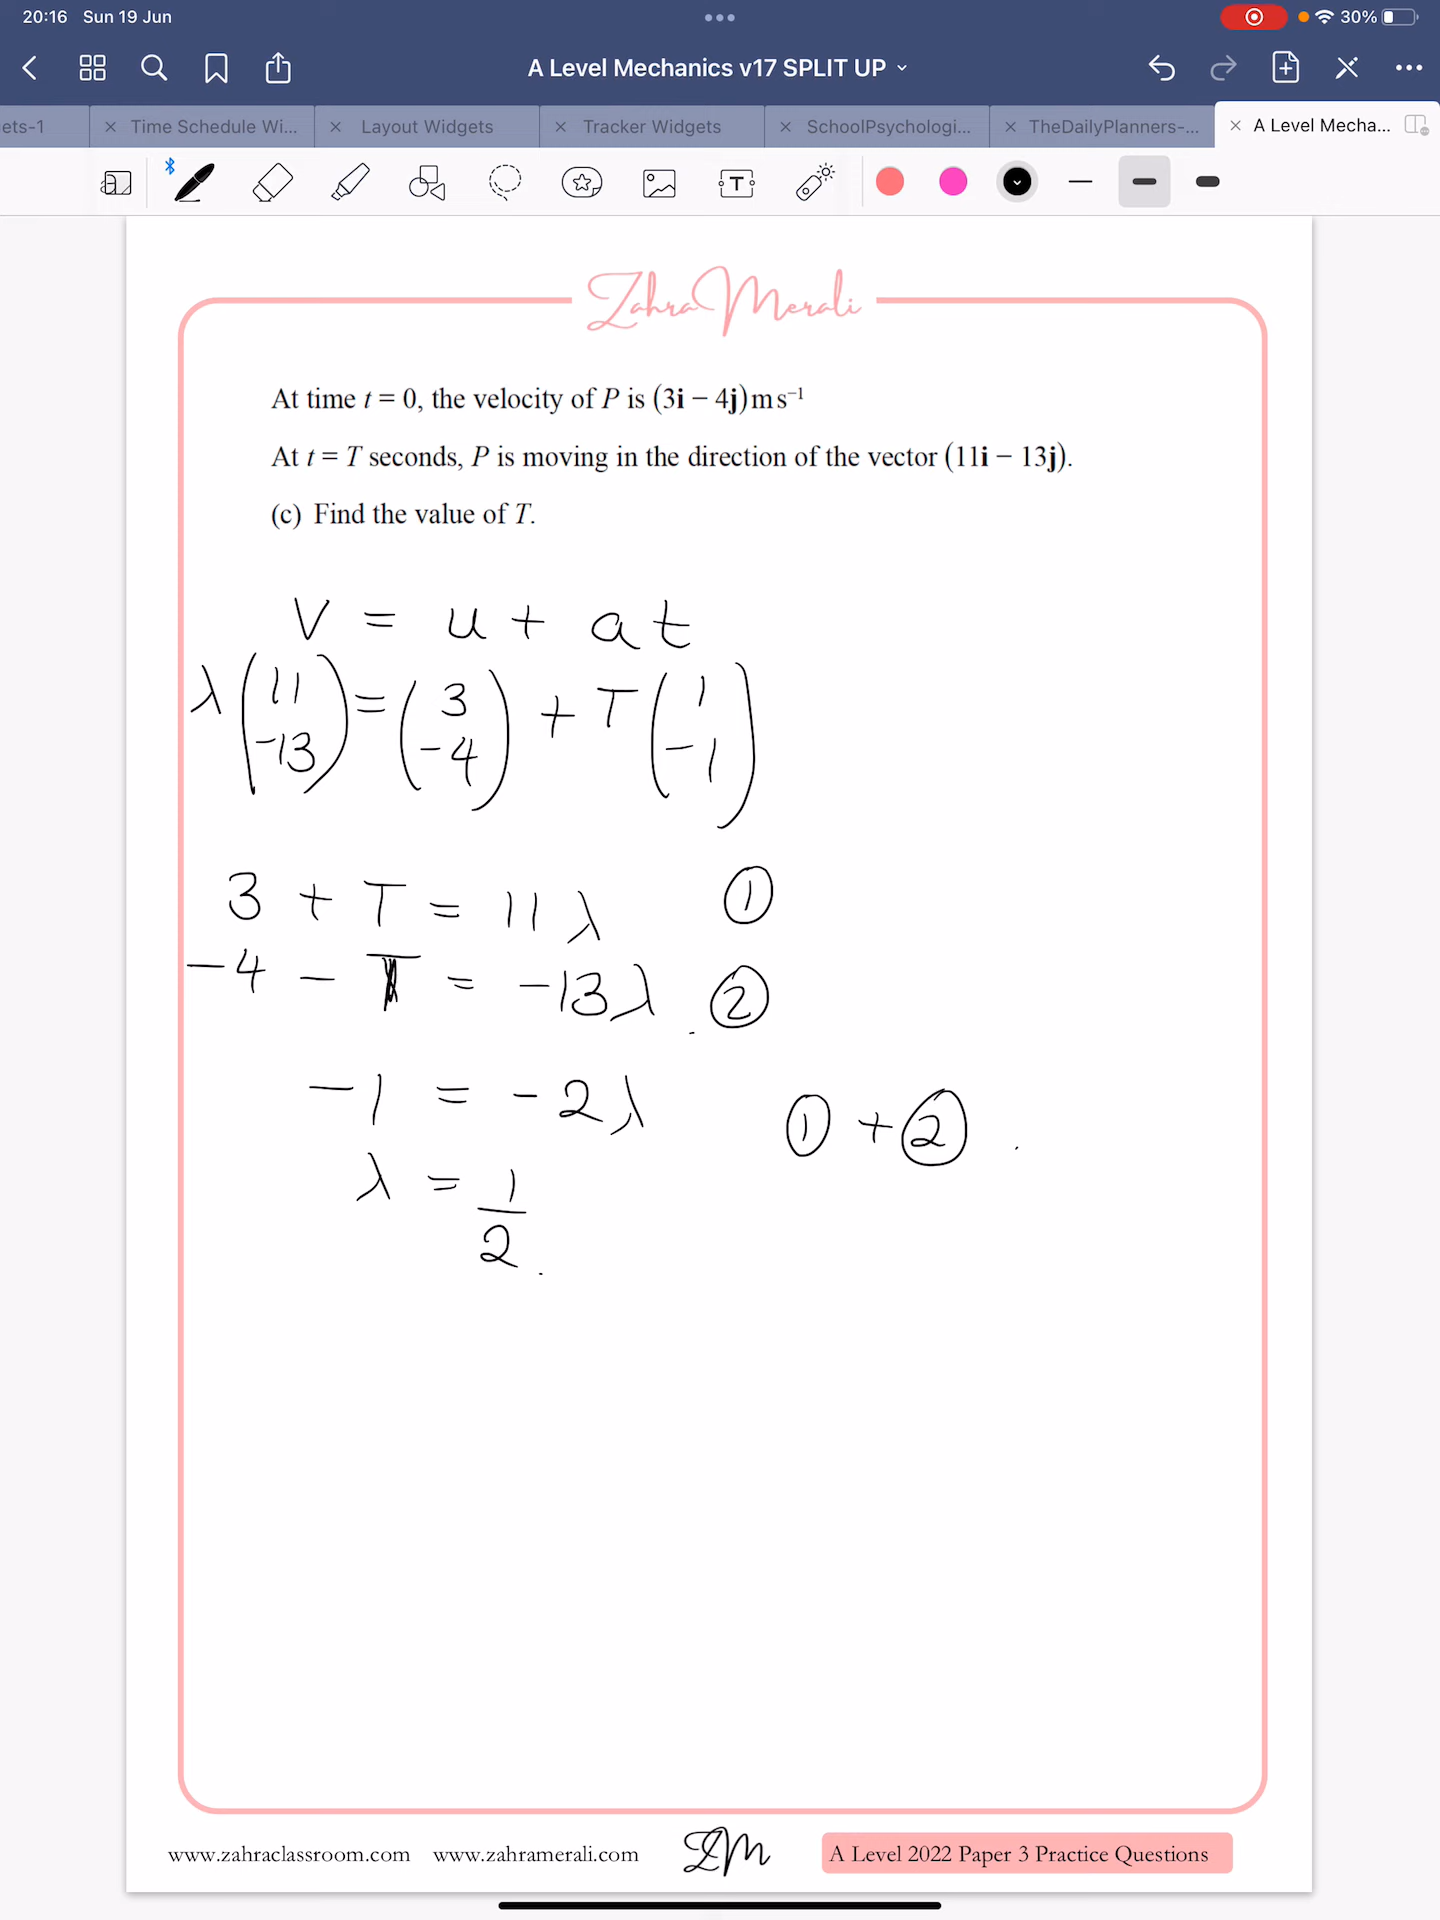 20:16 Sun 19 Jun 30%
A Level Mechanics v17 SPLIT UP
ets-1 Time Schedule Wi... Layout Widgets Tracker Widgets SchoolPsychologi... TheDailyPlanners-... A Level Mecha...
Zahra Merali
At time t = 0, the velocity of P is (3i − 4j) m s⁻¹
At t = T seconds, P is moving in the direction of the vector (11i − 13j).
(c) Find the value of T.
V = u + at
λ(11 -13) = (3 -4) + T(1 -1)
3 + T = 11λ ①
-4 - T = -13λ ②
-1 = -2λ ① + ②
λ = 1/2
www.zahraclassroom.com www.zahramerali.com ZM A Level 2022 Paper 3 Practice Questions